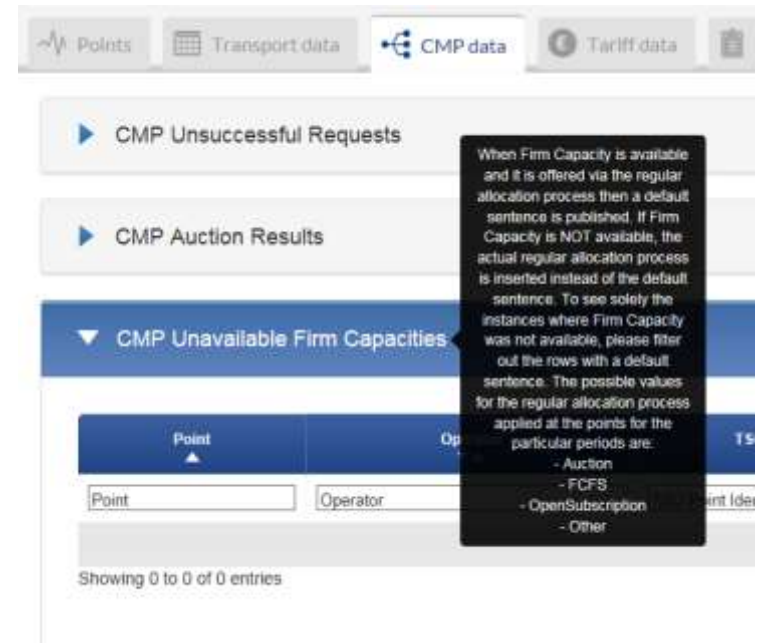 Points
Transport data
CMP data
Tariff data
CMP Unsuccessful Requests
CMP Auction Results
CMP Unavailable Firm Capacities
When Firm Capacity is available
and it is offered via the regular
allocation process then a default
sentence is published. If Firm
Capacity is NOT available, the
actual regular allocation process
is inserted instead of the default
sentence. To see solely the
instances where Firm Capacity
was not available, please filter
out the rows with a default
sentence. The possible values
for the regular allocation process
applied at the points for the
particular periods are:
- Auction
- FCFS
- OpenSubscription
- Other
Point
Op
TS
Point
Operator
int Iden
Showing 0 to 0 of 0 entries